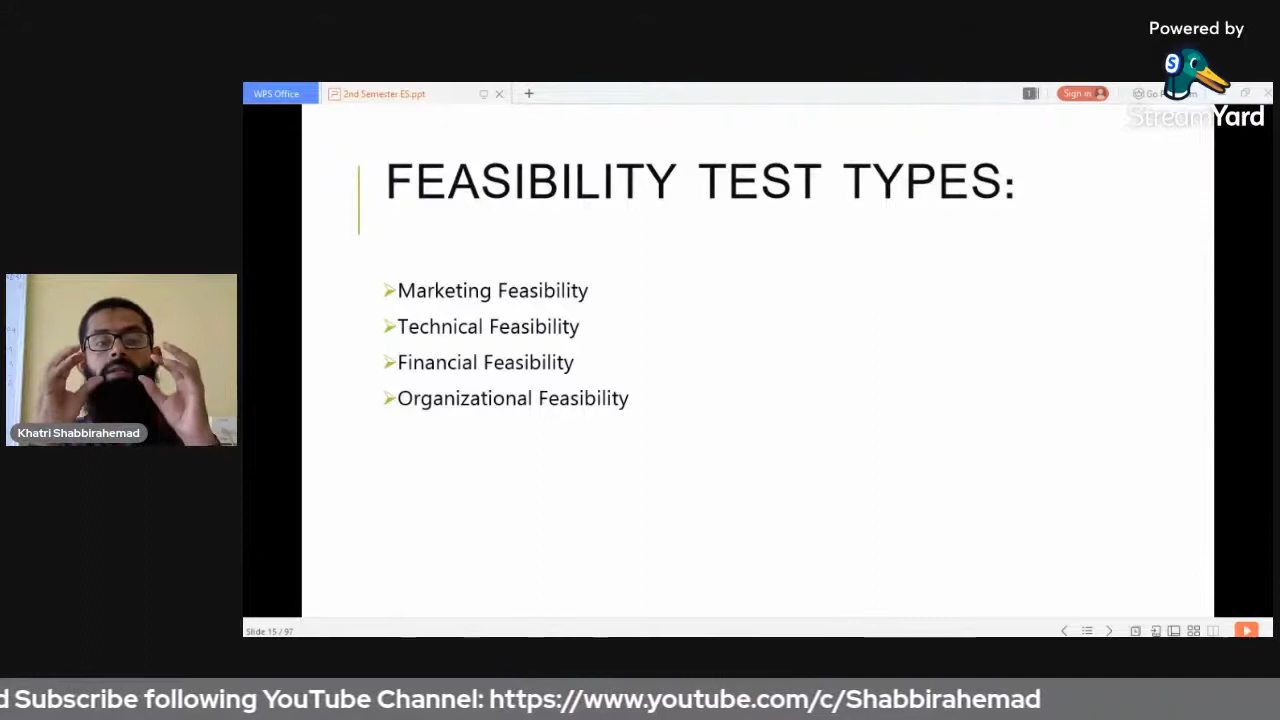 Powered by
StreamYard
WPS Office
2nd Semester ES.ppt
1
Sign in
FEASIBILITY TEST TYPES:
Marketing Feasibility
Technical Feasibility
Financial Feasibility
Organizational Feasibility
Khatri Shabbirahemad
Slide 15 / 97
Subscribe following YouTube Channel: https://www.youtube.com/c/Shabbirahemad